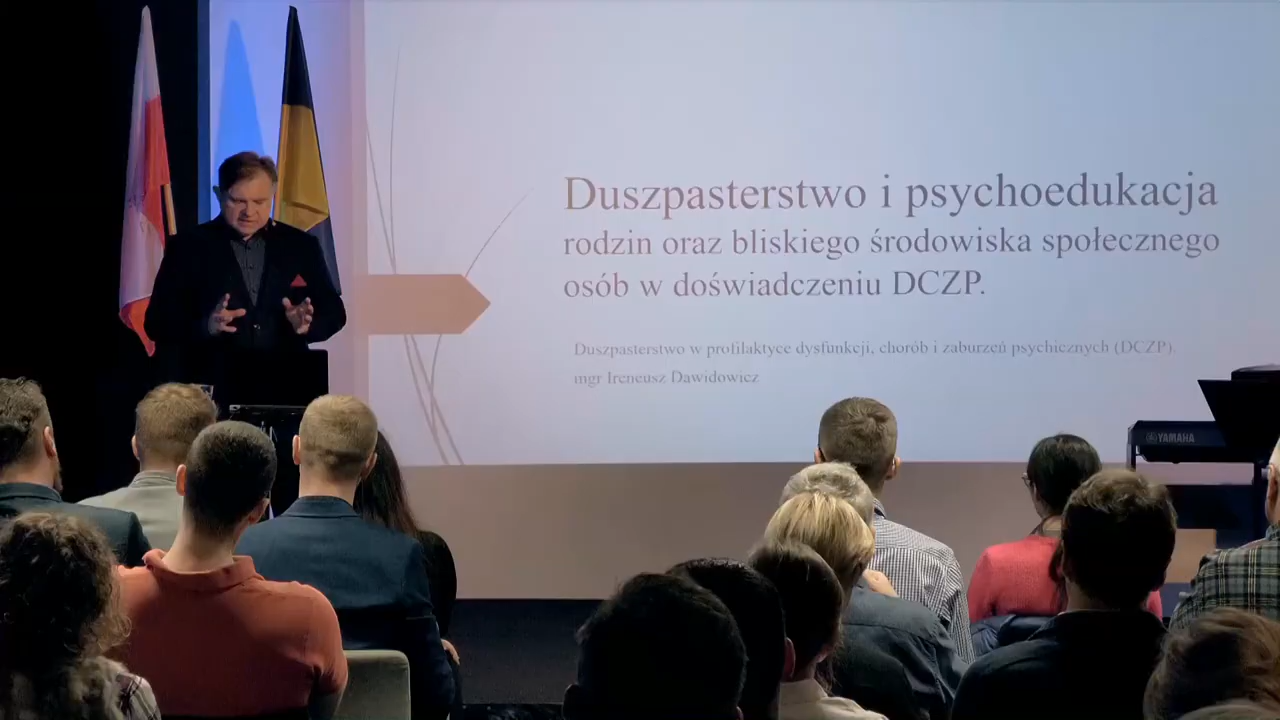 Duszpasterstwo i psychoedukacja
rodzin oraz bliskiego środowiska społecznego
osób w doświadczeniu DCZP.
Duszpasterstwo w profilaktyce dysfunkcji, chorób i zaburzeń psychicznych (DCZP)
mgr Ireneusz Dawidowicz
YAMAHA